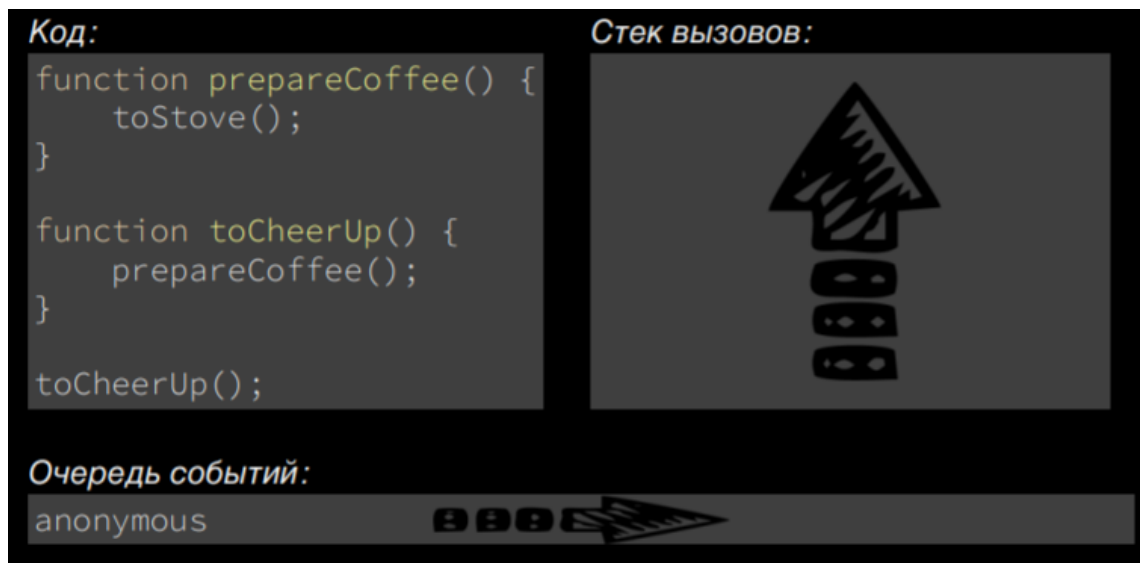 Код:
function prepareCoffee() {
    toStove();
}
function toCheerUp() {
    prepareCoffee();
}
toCheerUp();
Стек вызовов:
Очередь событий:
anonymous